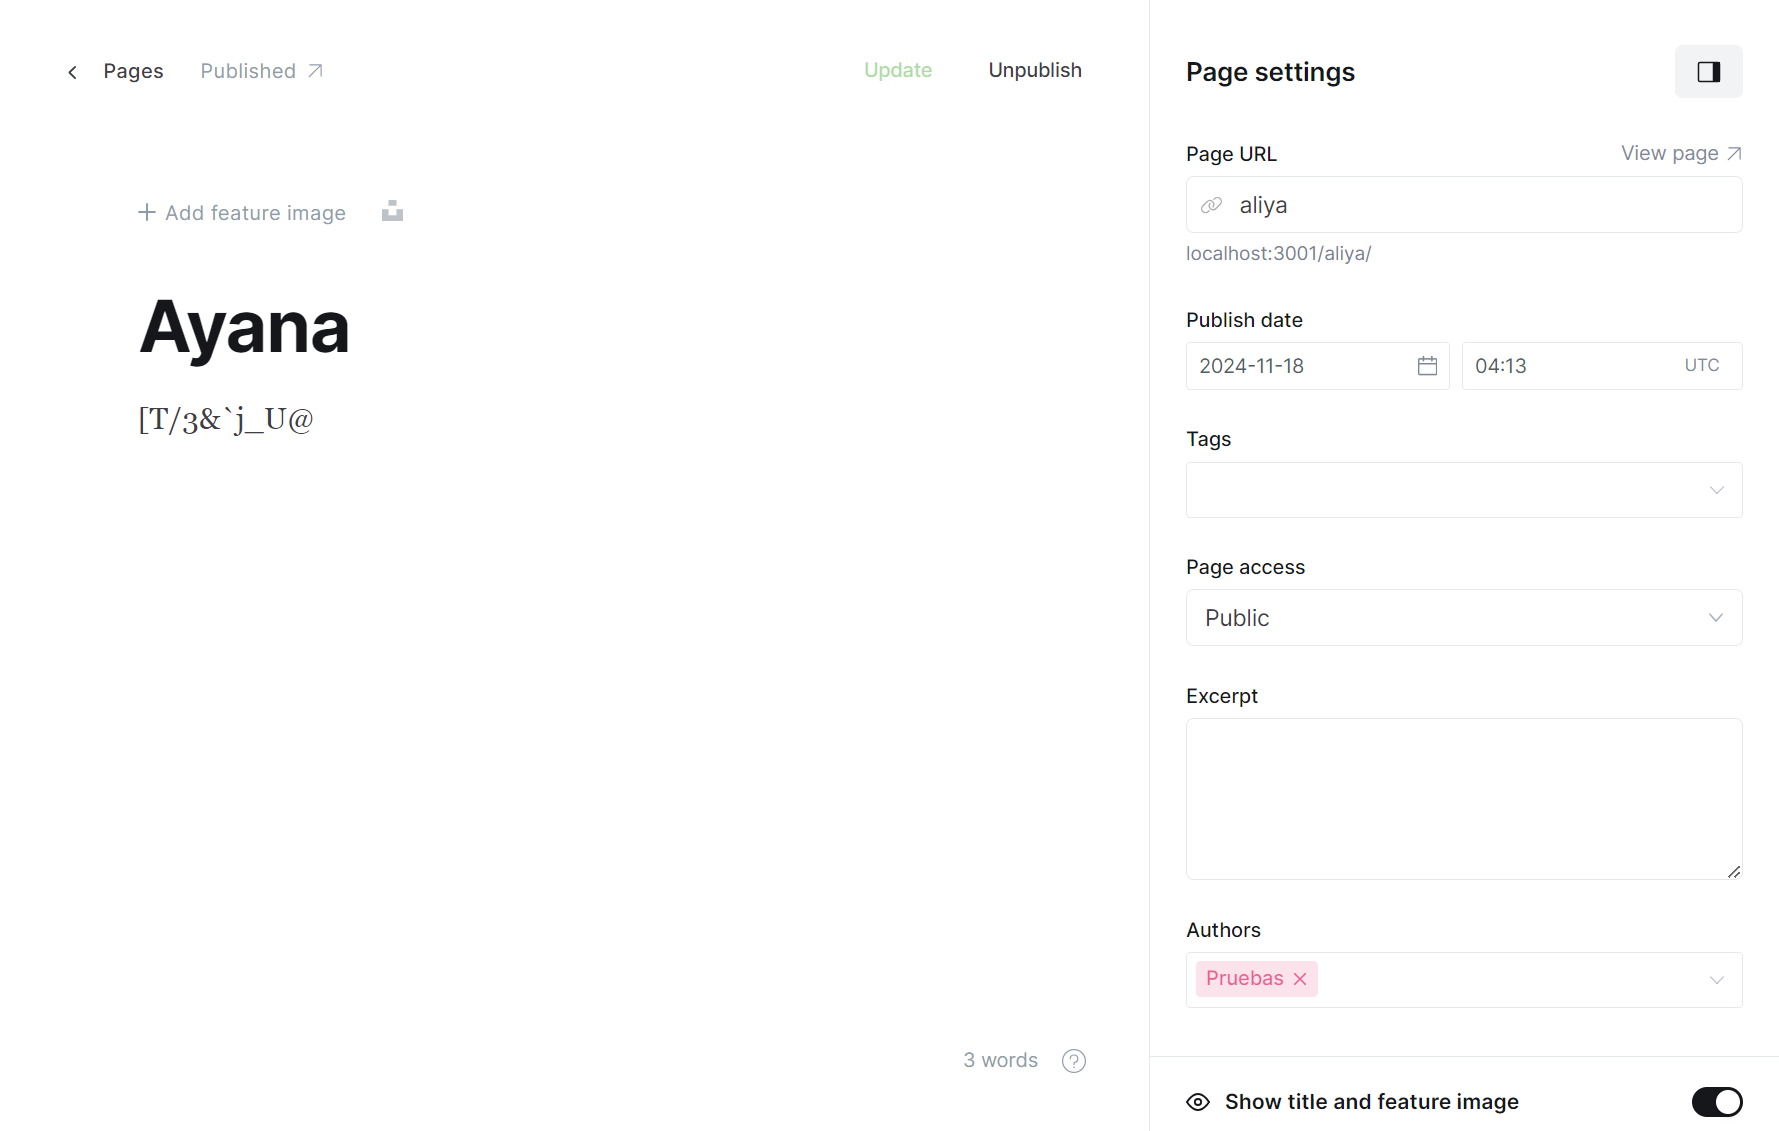 Pages Published Update Unpublish
Add feature image
Ayana
[T/3&`j_U@
3 words
Page settings
Page URL View page
aliya
localhost:3001/aliya/
Publish date
2024-11-18 04:13 UTC
Tags
Page access
Public
Excerpt
Authors
Pruebas
Show title and feature image